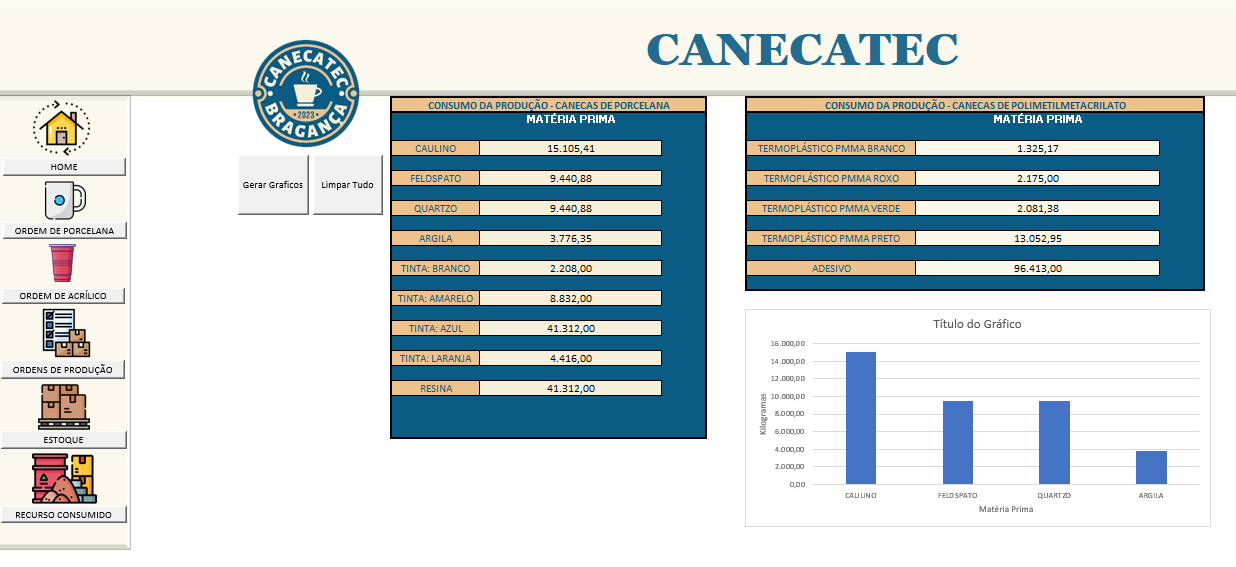 CANECATEC
CANECATEC
• 2023 •
BRAGANÇA
HOME
ORDEM DE PORCELANA
ORDEM DE ACRÍLICO
ORDENS DE PRODUÇÃO
ESTOQUE
RECURSO CONSUMIDO
Gerar Graficos
Limpar Tudo
CONSUMO DA PRODUÇÃO - CANECAS DE PORCELANA
MATÉRIA PRIMA
CAULINO 15.105,41
FELDSPATO 9.440,88
QUARTZO 9.440,88
ARGILA 3.776,35
TINTA: BRANCO 2.208,00
TINTA: AMARELO 8.832,00
TINTA: AZUL 41.312,00
TINTA: LARANJA 4.416,00
RESINA 41.312,00
CONSUMO DA PRODUÇÃO - CANECAS DE POLIMETILMETACRILATO
MATÉRIA PRIMA
TERMOPLÁSTICO PMMA BRANCO 1.325,17
TERMOPLÁSTICO PMMA ROXO 2.175,00
TERMOPLÁSTICO PMMA VERDE 2.081,38
TERMOPLÁSTICO PMMA PRETO 13.052,95
ADESIVO 96.413,00
Título do Gráfico
Kilogramas
16.000,00
14.000,00
12.000,00
10.000,00
8.000,00
6.000,00
4.000,00
2.000,00
0,00
CAULINO FELDSPATO QUARTZO ARGILA
Matéria Prima